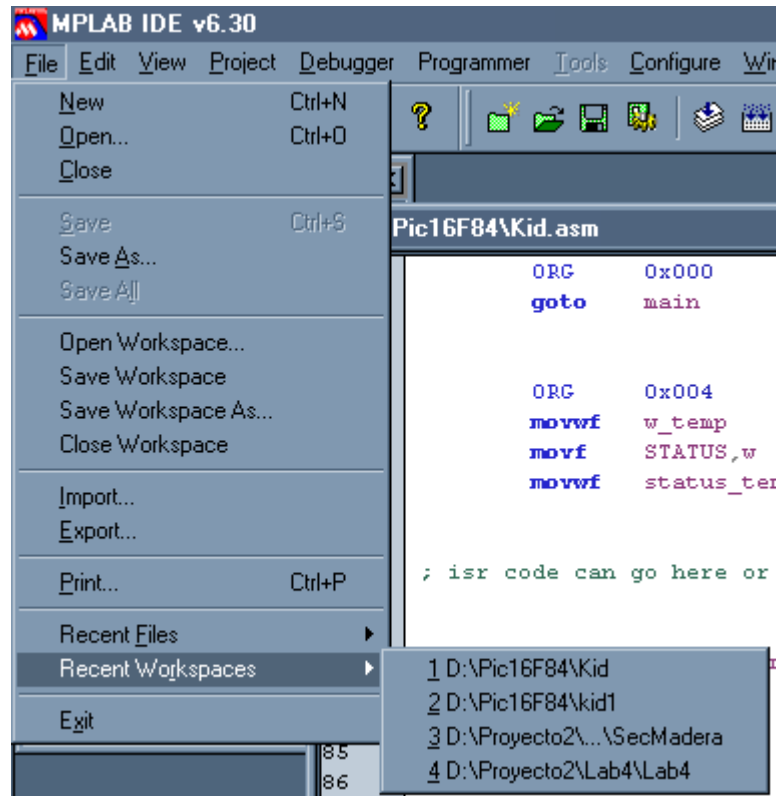 MPLAB IDE v6.30
File Edit View Project Debugger Programmer Tools Configure
New Ctrl+N
Open... Ctrl+O
Close
Save Ctrl+S
Save As...
Save All
Open Workspace...
Save Workspace
Save Workspace As...
Close Workspace
Import...
Export...
Print... Ctrl+P
Recent Files
Recent Workspaces
Exit
1 D:\Pic16F84\Kid
2 D:\Pic16F84\kid1
3 D:\Proyecto2\...\SecMadera
4 D:\Proyecto2\Lab4\Lab4
Pic16F84\Kid.asm
ORG 0x000
goto main
ORG 0x004
movwf w_temp
movf STATUS,w
movwf
; isr code can go here or
85
86